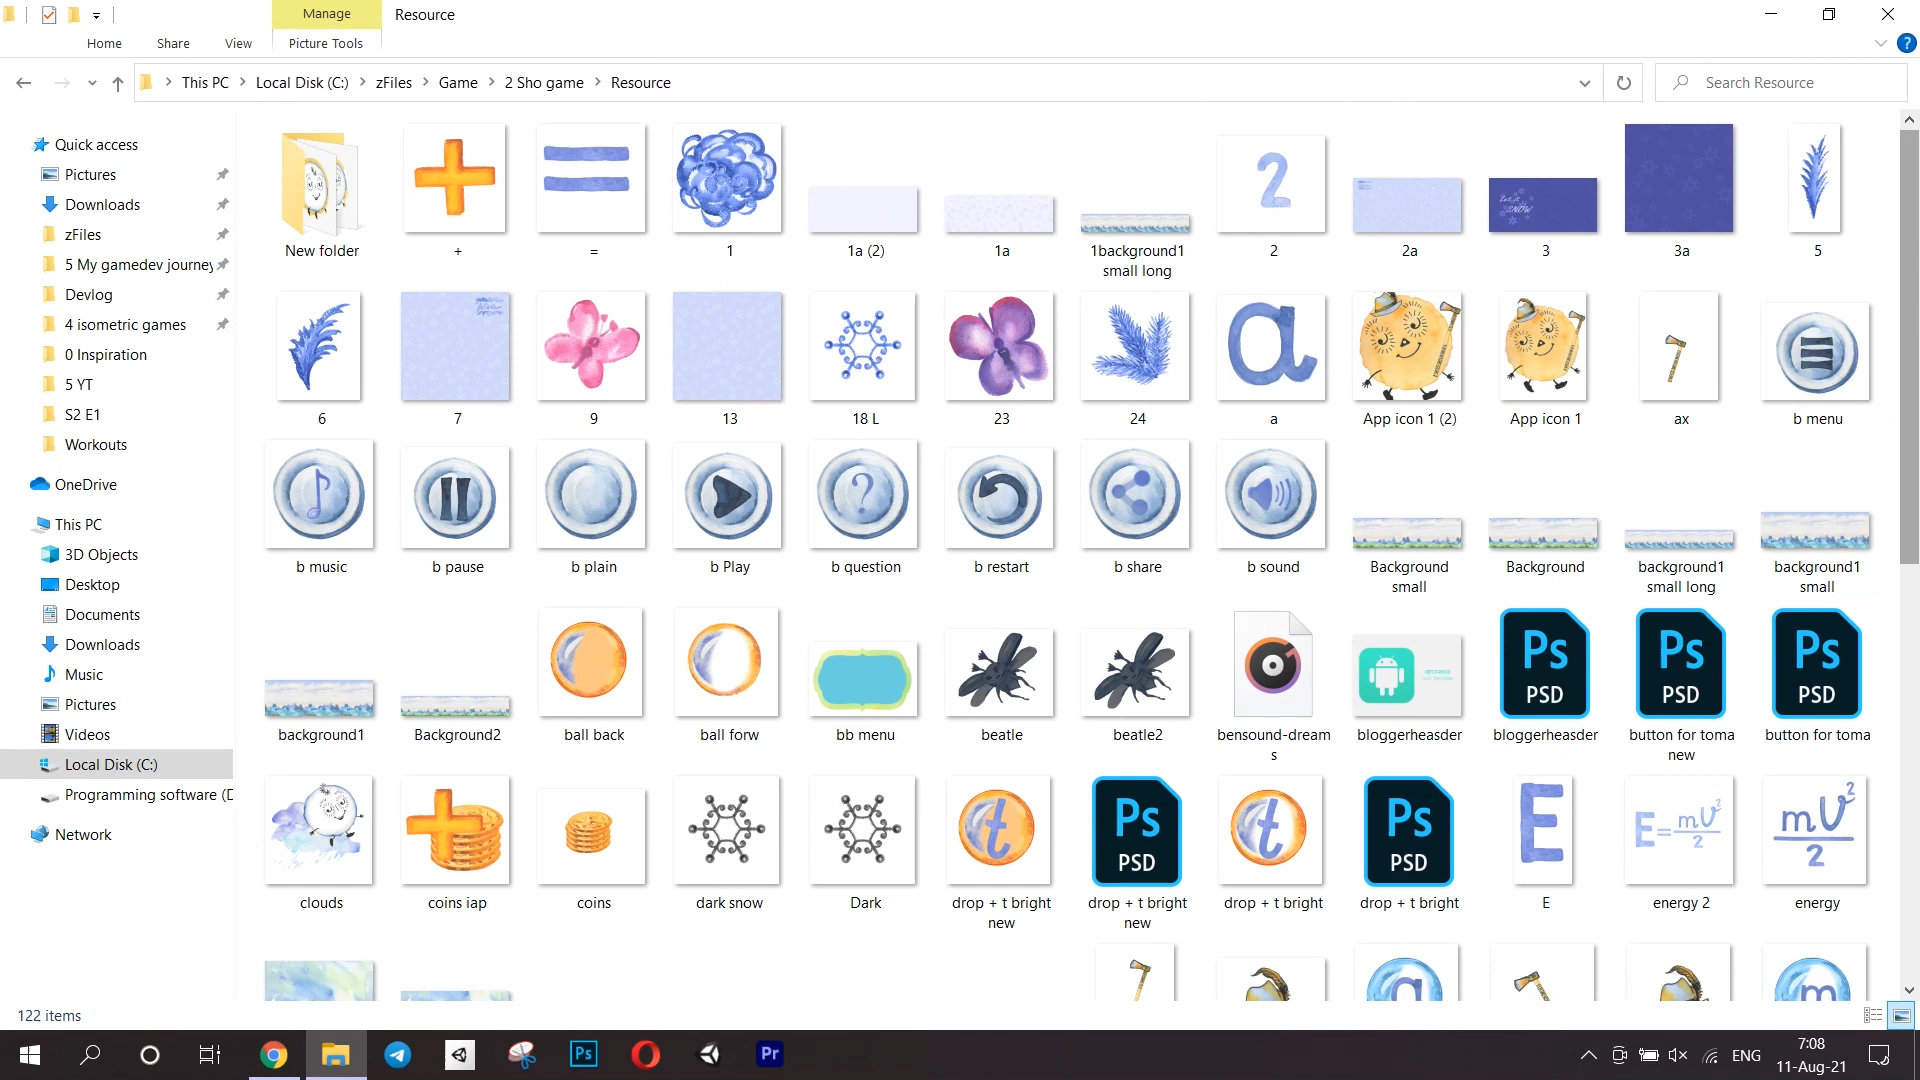 Manage
Resource
Home
Share
View
Picture Tools
This PC
Local Disk (C:)
zFiles
Game
2 Sho game
Resource
Search Resource
Quick access
Pictures
Downloads
zFiles
5 My gamedev journey
Devlog
4 isometric games
0 Inspiration
5 YT
S2 E1
Workouts
OneDrive
This PC
3D Objects
Desktop
Documents
Downloads
Music
Pictures
Videos
Local Disk (C:)
Programming software (D
Network
New folder
+
=
1
1a (2)
1a
1background1
small long
2
2
2a
3
3a
5
6
7
9
13
18 L
23
24
a
a
App icon 1 (2)
App icon 1
ax
b menu
?
b music
b pause
b plain
b Play
b question
b restart
b share
b sound
Background
small
Background
background1
small long
background1
small
Ps
PSD
Ps
PSD
Ps
PSD
background1
Background2
ball back
ball forw
bb menu
beatle
beatle2
bensound-dream
s
bloggerheasder
bloggerheasder
button for toma
new
button for toma
t
Ps
PSD
t
Ps
PSD
E
E=mv²
2
mv²
2
clouds
coins iap
coins
dark snow
Dark
drop + t bright
new
drop + t bright
new
drop + t bright
drop + t bright
E
energy 2
energy
a
m
122 items
Ps
Pr
ENG
7:08
11-Aug-21